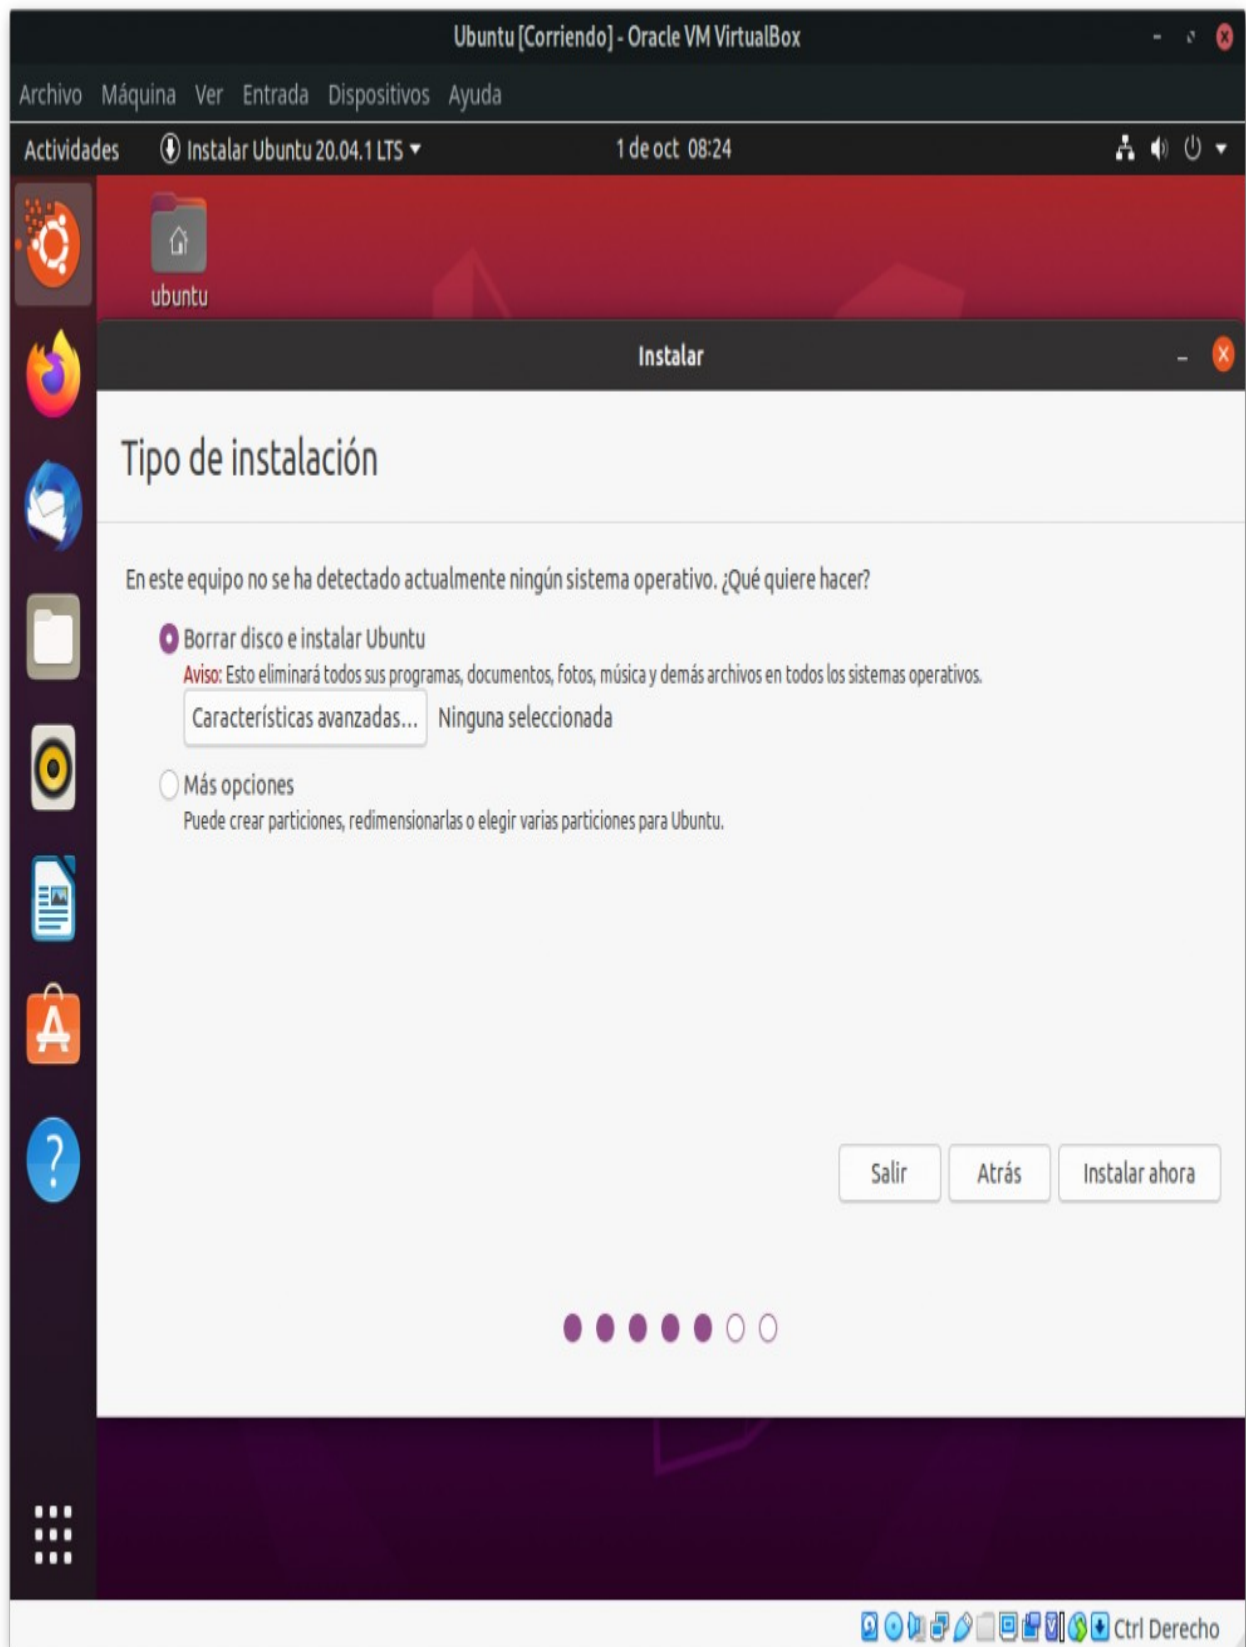 Ubuntu [Corriendo] - Oracle VM VirtualBox
Archivo Máquina Ver Entrada Dispositivos Ayuda
Actividades Instalar Ubuntu 20.04.1 LTS 1 de oct 08:24
ubuntu
Instalar
Tipo de instalación
En este equipo no se ha detectado actualmente ningún sistema operativo. ¿Qué quiere hacer?
Borrar disco e instalar Ubuntu
Aviso: Esto eliminará todos sus programas, documentos, fotos, música y demás archivos en todos los sistemas operativos.
Características avanzadas... Ninguna seleccionada
Más opciones
Puede crear particiones, redimensionarlas o elegir varias particiones para Ubuntu.
Salir Atrás Instalar ahora
Ctrl Derecho